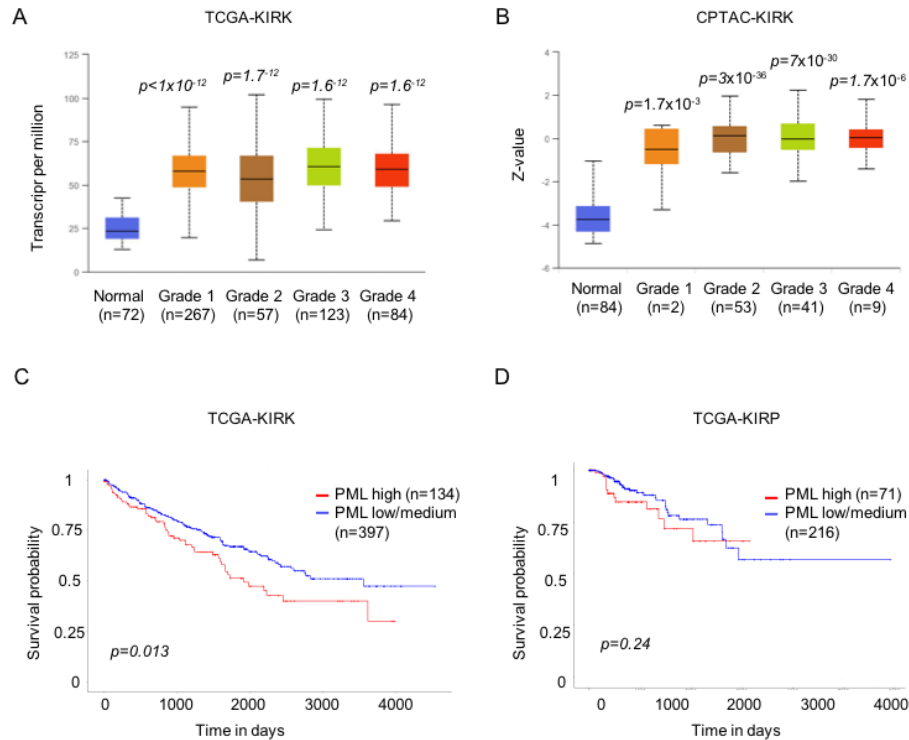 A
TCGA-KIRK
125
100
75
50
25
0
Transcripr per million
p<1x10-12
p=1.7-12
p=1.6-12
p=1.6-12
Normal
(n=72)
Grade 1
(n=267)
Grade 2
(n=57)
Grade 3
(n=123)
Grade 4
(n=84)
B
CPTAC-KIRK
4
2
0
-2
-4
-6
Z-value
p=1.7x10-3
p=3x10-36
p=7x10-30
p=1.7x10-6
Normal
(n=84)
Grade 1
(n=2)
Grade 2
(n=53)
Grade 3
(n=41)
Grade 4
(n=9)
C
TCGA-KIRK
1
0.75
0.5
0.25
0
Survival probability
PML high (n=134)
PML low/medium
(n=397)
p=0.013
0 1000 2000 3000 4000
Time in days
D
TCGA-KIRP
1
0.75
0.5
0.25
0
Survival probability
PML high (n=71)
PML low/medium
(n=216)
p=0.24
0 1000 2000 3000 4000
Time in days